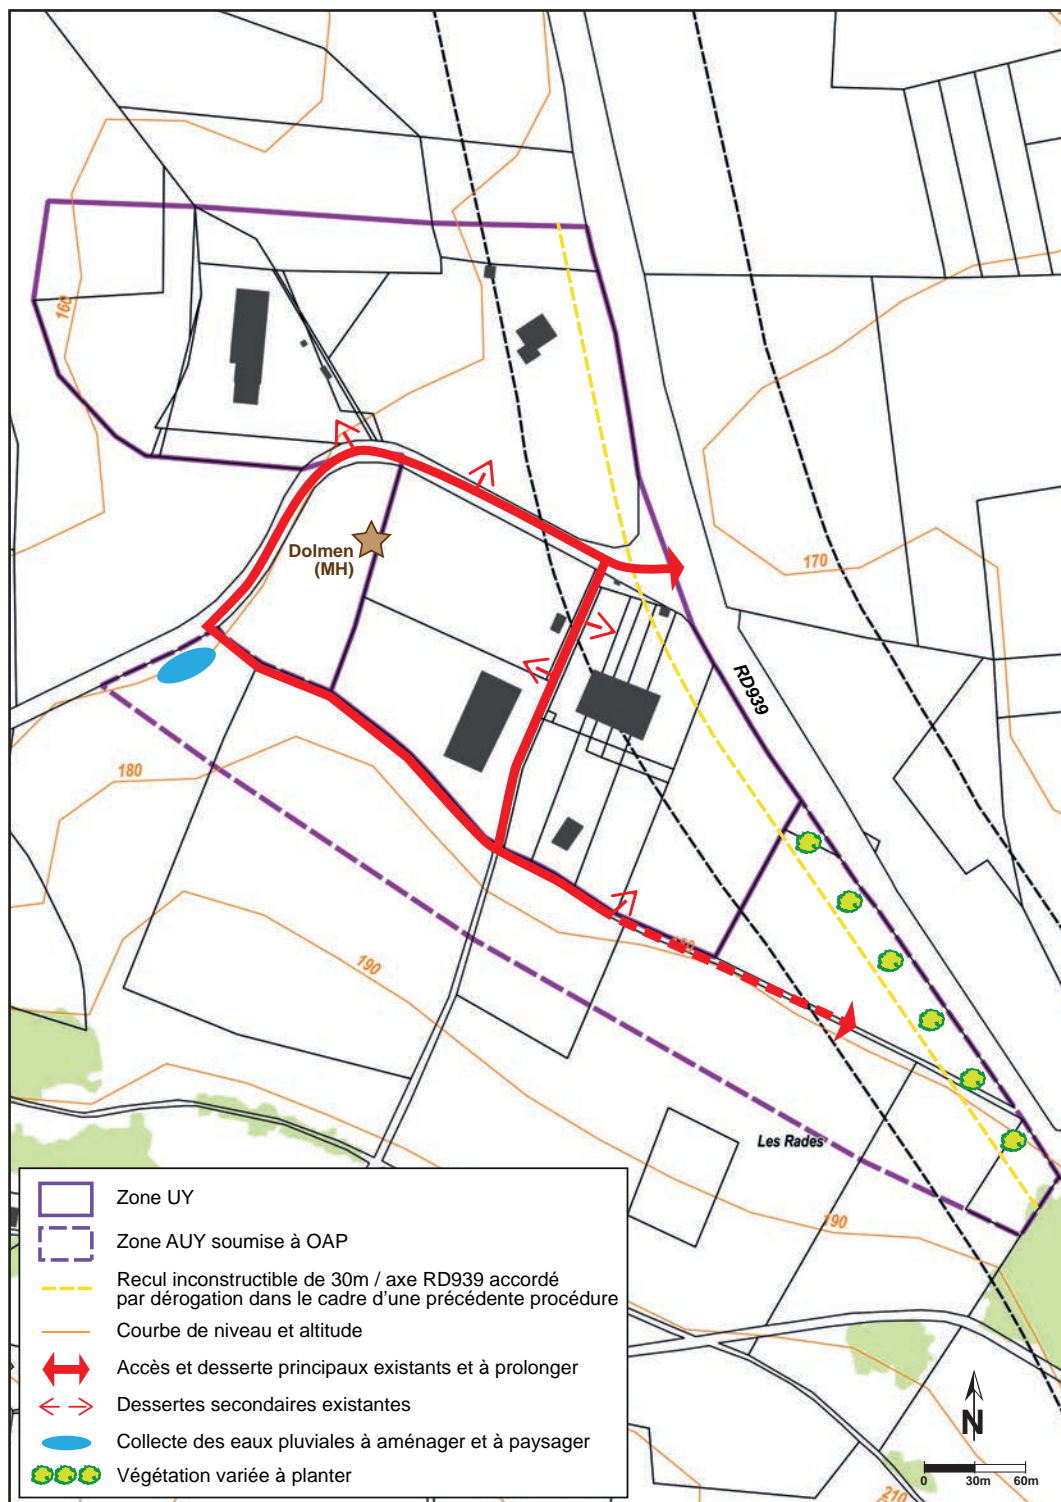 160
Dolmen
(MH)
170
RD939
180
180
190
Les Rades
190
Zone UY
Zone AUY soumise à OAP
Recul inconstructible de 30m / axe RD939 accordé
par dérogation dans le cadre d'une précédente procédure
Courbe de niveau et altitude
Accès et desserte principaux existants et à prolonger
Dessertes secondaires existantes
Collecte des eaux pluviales à aménager et à paysager
Végétation variée à planter
N
0 30m 60m
210